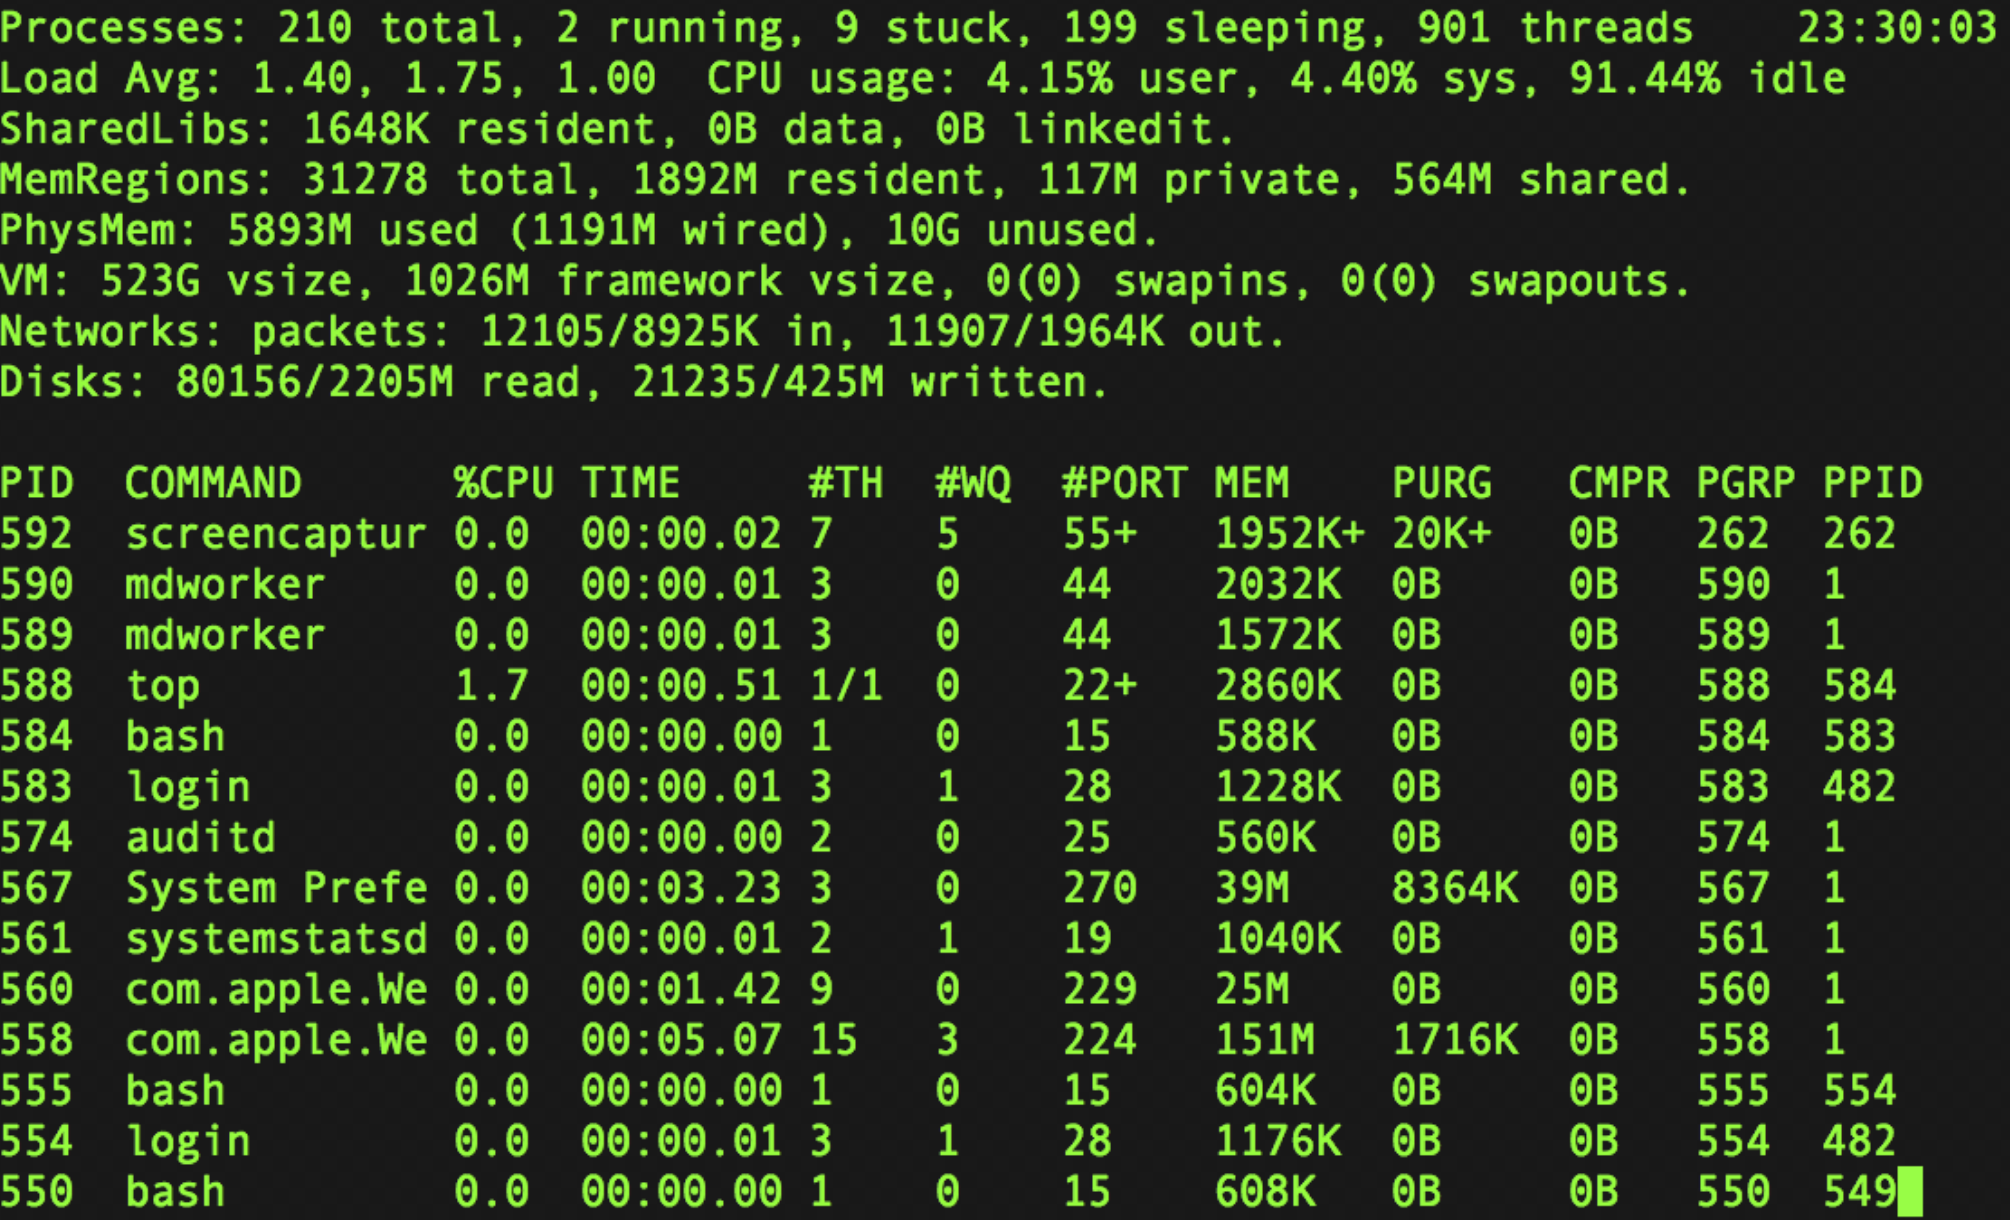 Processes: 210 total, 2 running, 9 stuck, 199 sleeping, 901 threads    23:30:03
Load Avg: 1.40, 1.75, 1.00  CPU usage: 4.15% user, 4.40% sys, 91.44% idle
SharedLibs: 1648K resident, 0B data, 0B linkedit.
MemRegions: 31278 total, 1892M resident, 117M private, 564M shared.
PhysMem: 5893M used (1191M wired), 10G unused.
VM: 523G vsize, 1026M framework vsize, 0(0) swapins, 0(0) swapouts.
Networks: packets: 12105/8925K in, 11907/1964K out.
Disks: 80156/2205M read, 21235/425M written.

PID  COMMAND      %CPU TIME     #TH  #WQ  #PORT MEM    PURG   CMPR PGRP PPID
592  screencaptur 0.0  00:00.02 7    5    55+   1952K+ 20K+   0B   262  262
590  mdworker     0.0  00:00.01 3    0    44    2032K  0B     0B   590  1
589  mdworker     0.0  00:00.01 3    0    44    1572K  0B     0B   589  1
588  top          1.7  00:00.51 1/1  0    22+   2860K  0B     0B   588  584
584  bash         0.0  00:00.00 1    0    15    588K   0B     0B   584  583
583  login        0.0  00:00.01 3    1    28    1228K  0B     0B   583  482
574  auditd       0.0  00:00.00 2    0    25    560K   0B     0B   574  1
567  System Prefe 0.0  00:03.23 3    0    270   39M    8364K  0B   567  1
561  systemstatsd 0.0  00:00.01 2    1    19    1040K  0B     0B   561  1
560  com.apple.We 0.0  00:01.42 9    0    229   25M    0B     0B   560  1
558  com.apple.We 0.0  00:05.07 15   3    224   151M   1716K  0B   558  1
555  bash         0.0  00:00.00 1    0    15    604K   0B     0B   555  554
554  login        0.0  00:00.01 3    1    28    1176K  0B     0B   554  482
550  bash         0.0  00:00.00 1    0    15    608K   0B     0B   550  549